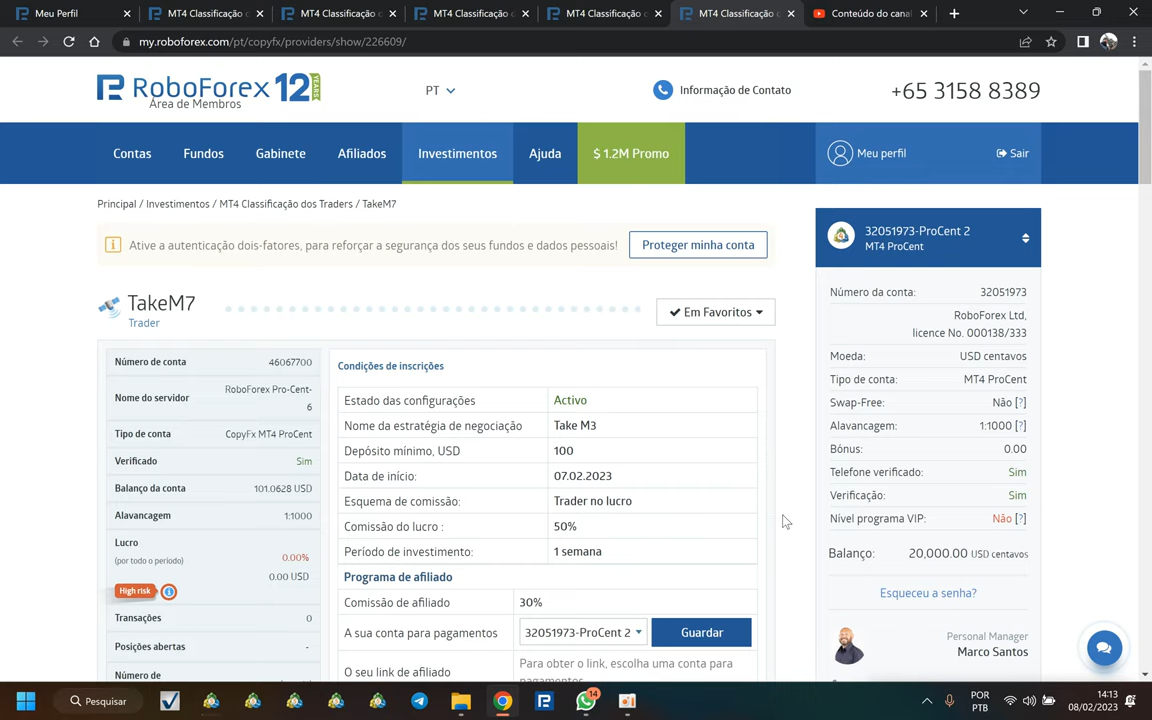 Meu Perfil
MT4 Classificação c
MT4 Classificação c
MT4 Classificação d
MT4 Classificação c
MT4 Classificação c
Conteúdo do canal
my.roboforex.com/pt/copyfx/providers/show/226609/
RoboForex 12 YEARS
Área de Membros
PT
Informação de Contato
+65 3158 8389
Contas
Fundos
Gabinete
Afiliados
Investimentos
Ajuda
$ 1.2M Promo
Meu perfil
Sair
Principal / Investimentos / MT4 Classificação dos Traders / TakeM7
Ative a autenticação dois-fatores, para reforçar a segurança dos seus fundos e dados pessoais!
Proteger minha conta
TakeM7
Trader
Em Favoritos
Número de conta 46067700
Nome do servidor RoboForex Pro-Cent-
6
Tipo de conta CopyFx MT4 ProCent
Verificado Sim
Balanço da conta 101.0628 USD
Alavancagem 1:1000
Lucro
(por todo o período) 0.00%
0.00 USD
High risk
Transações 0
Posições abertas -
Número de
Condições de inscrições
Estado das configurações Activo
Nome da estratégia de negociação Take M3
Depósito mínimo, USD 100
Data de início: 07.02.2023
Esquema de comissão: Trader no lucro
Comissão do lucro : 50%
Período de investimento: 1 semana
Programa de afiliado
Comissão de afiliado 30%
A sua conta para pagamentos 32051973-ProCent 2 Guardar
O seu link de afiliado Para obter o link, escolha uma conta para
pagamentos
32051973-ProCent 2
MT4 ProCent
Número da conta: 32051973
RoboForex Ltd,
licence No. 000138/333
Moeda: USD centavos
Tipo de conta: MT4 ProCent
Swap-Free: Não [?]
Alavancagem: 1:1000 [?]
Bónus: 0.00
Telefone verificado: Sim
Verificação: Sim
Nível programa VIP: Não [?]
Balanço: 20,000.00 USD centavos
Esqueceu a senha?
Personal Manager
Marco Santos
Pesquisar
14
POR
PTB
14:13
08/02/2023